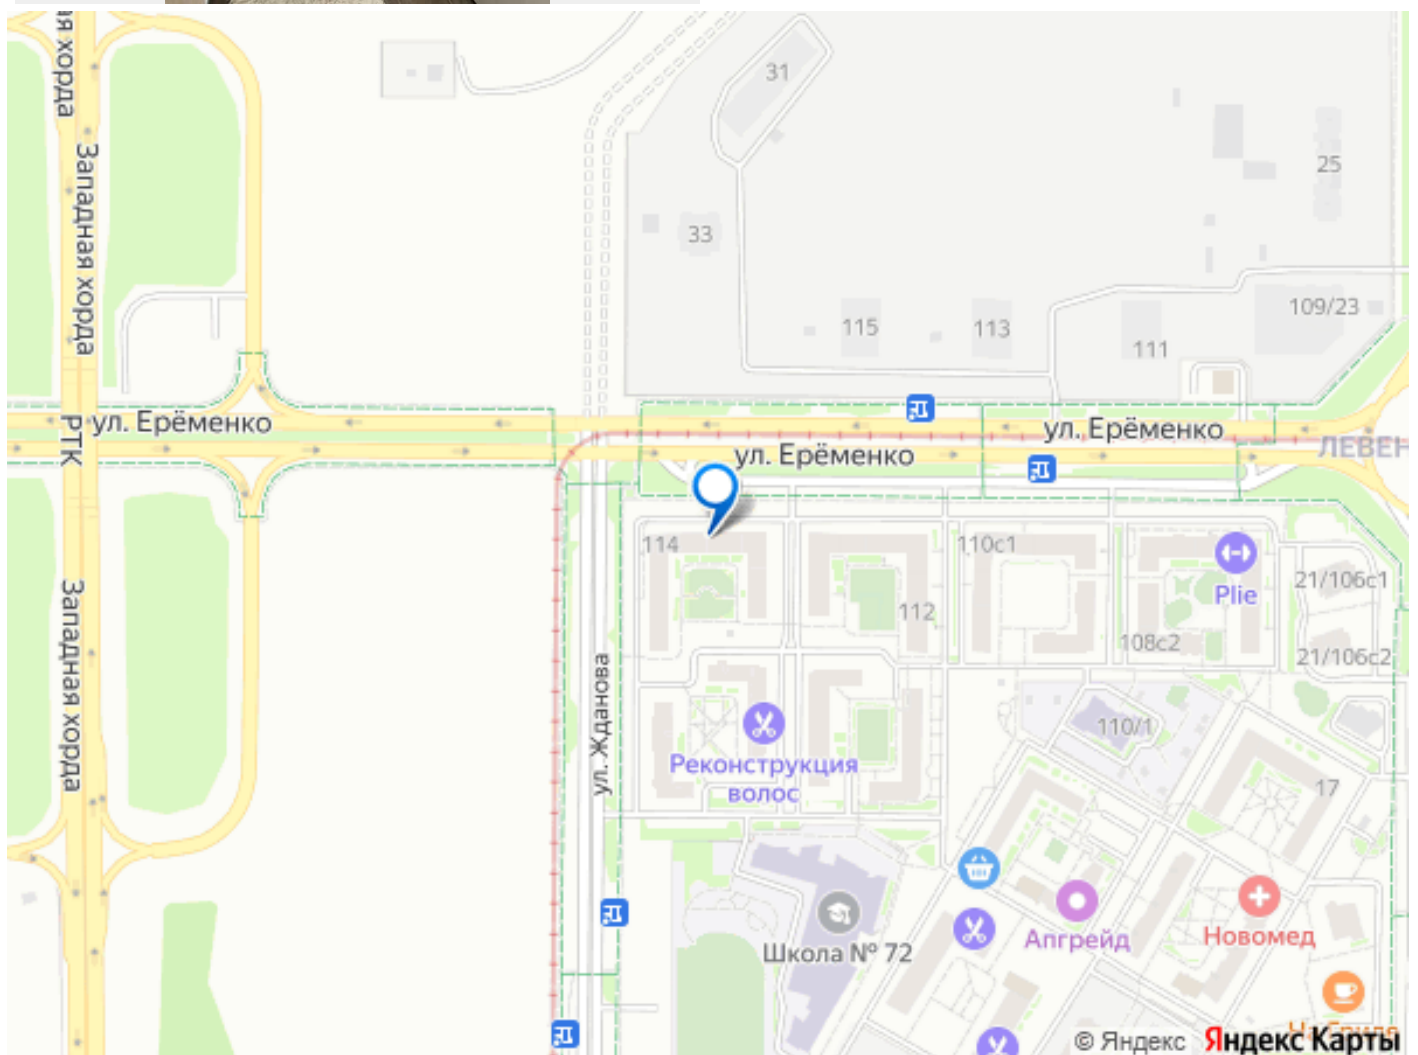 я хорда
Западная хорда
31
25
33
115
113
111
109/23
РТК
ул. Ерёменко
ул. Ерёменко
ул. Ерёменко
ЛЕВЕН
114
110с1
Plie
21/106с1
112
108с2
21/106с2
Западная хорда
ул. Жданова
110/1
Реконструкция
волос
17
Школа № 72
Апгрейд
Новомед
© Яндекс
Яндекс Карты